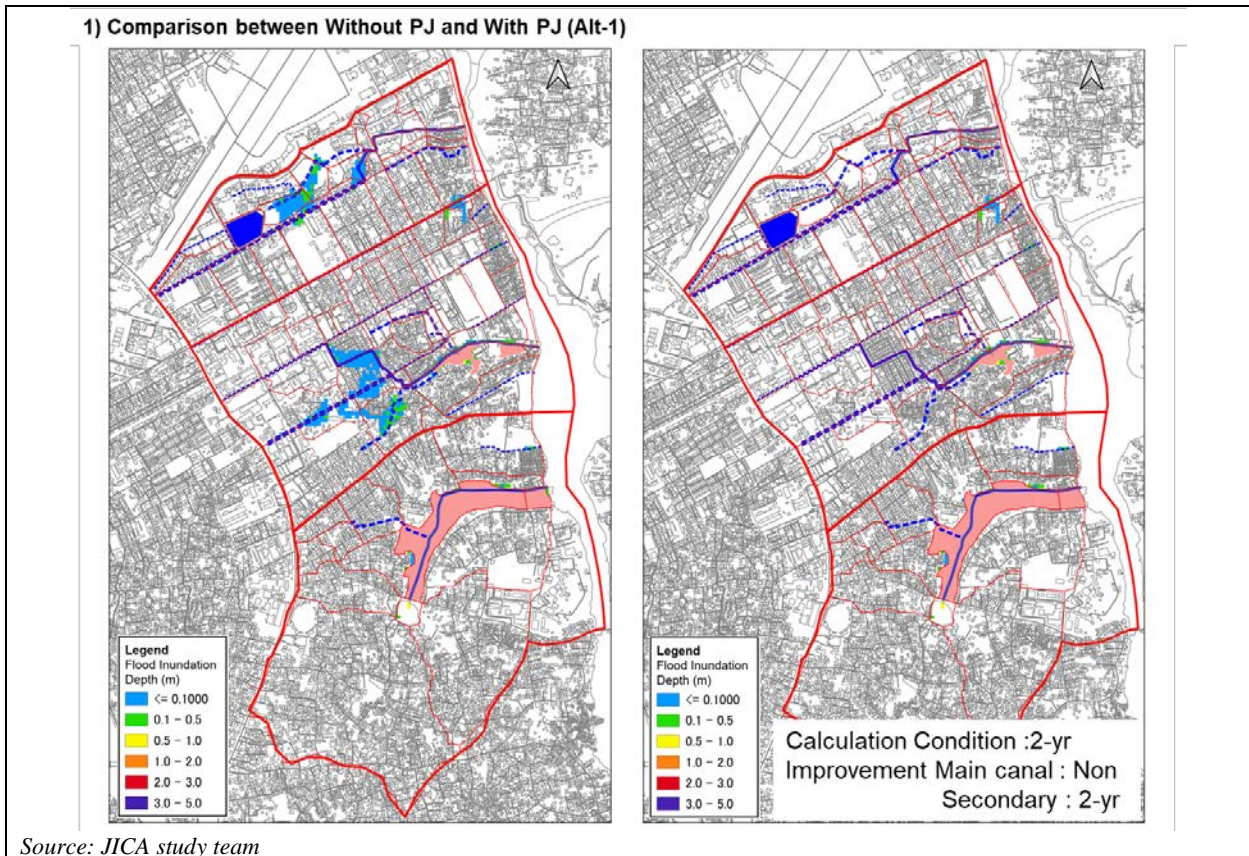 1) Comparison between Without PJ and With PJ (Alt-1)
Legend
Flood Inundation
Depth (m)
<= 0.1000
0.1 – 0.5
0.5 – 1.0
1.0 – 2.0
2.0 – 3.0
3.0 – 5.0
Legend
Flood Inundation
Depth (m)
<= 0.1000
0.1 – 0.5
0.5 – 1.0
1.0 – 2.0
2.0 – 3.0
3.0 – 5.0
Calculation Condition :2-yr
Improvement Main canal : Non
Secondary : 2-yr
Source: JICA study team